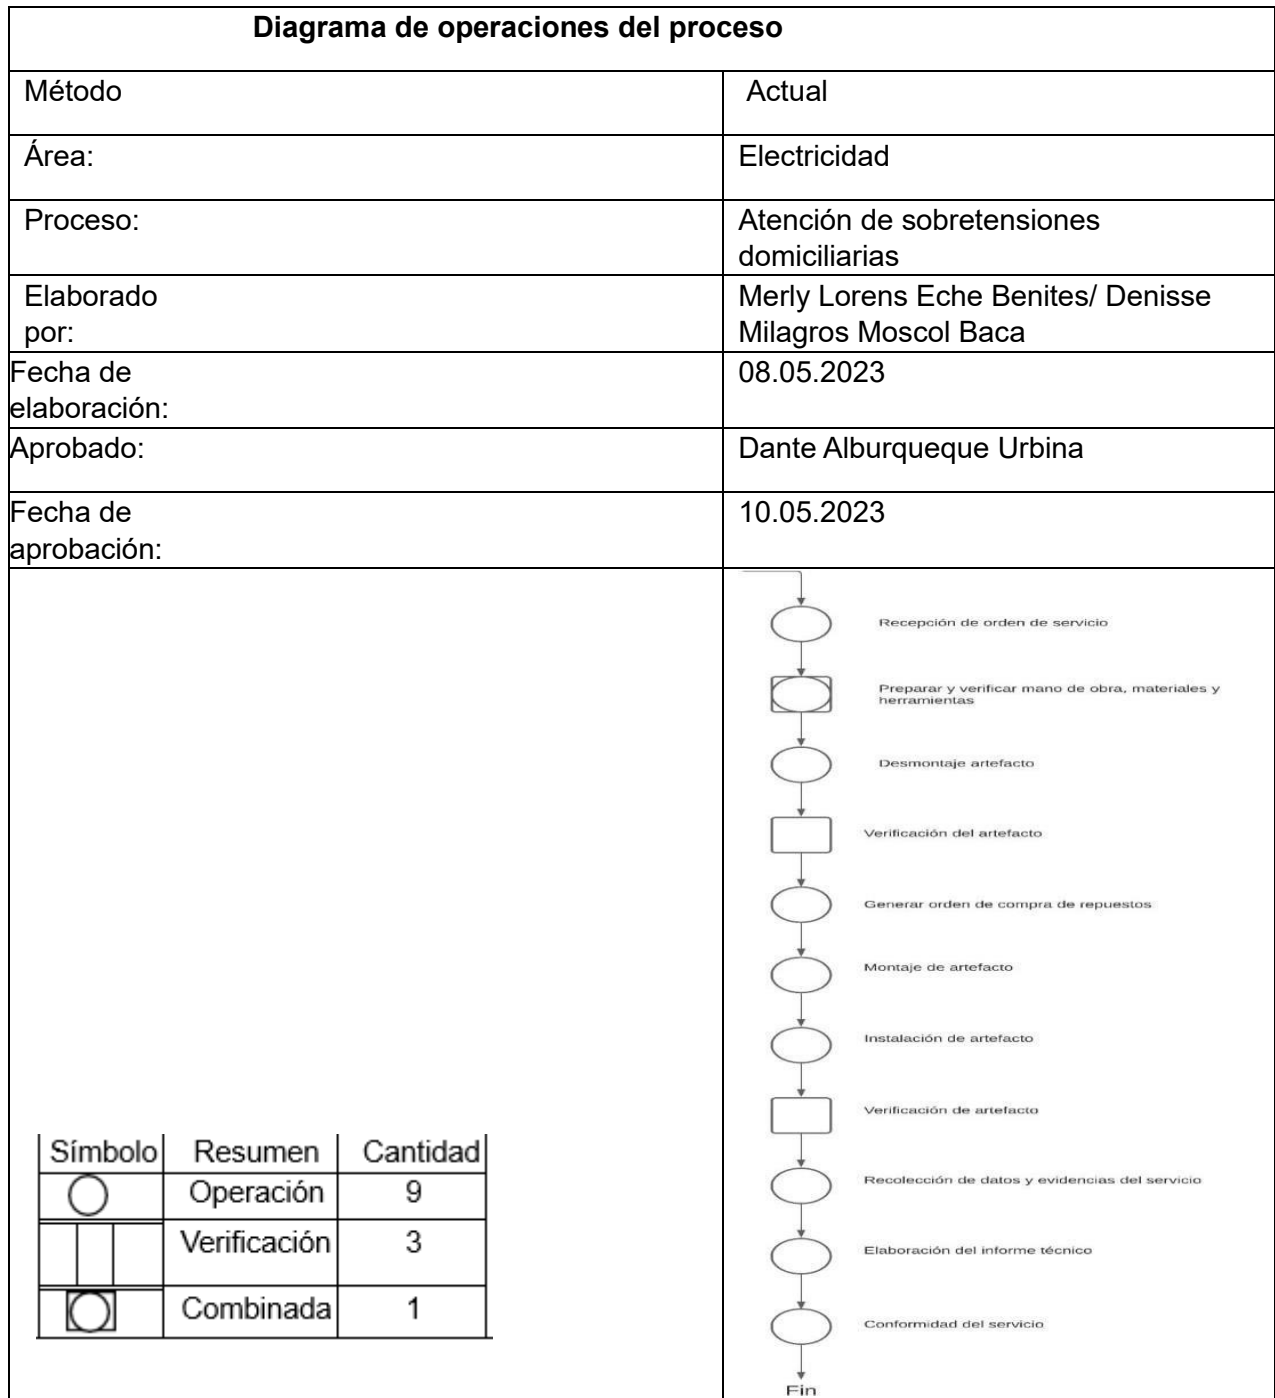 Diagrama de operaciones del proceso
Método
Actual
Área:
Electricidad
Proceso:
Atención de sobretensiones
domiciliarias
Elaborado
por:
Merly Lorens Eche Benites/ Denisse
Milagros Moscol Baca
Fecha de
elaboración:
08.05.2023
Aprobado:
Dante Alburqueque Urbina
Fecha de
aprobación:
10.05.2023
Símbolo Resumen Cantidad
Operación 9
Verificación 3
Combinada 1
Recepción de orden de servicio
Preparar y verificar mano de obra, materiales y
herramientas
Desmontaje artefacto
Verificación del artefacto
Generar orden de compra de repuestos
Montaje de artefacto
Instalación de artefacto
Verificación de artefacto
Recolección de datos y evidencias del servicio
Elaboración del informe técnico
Conformidad del servicio
Fin